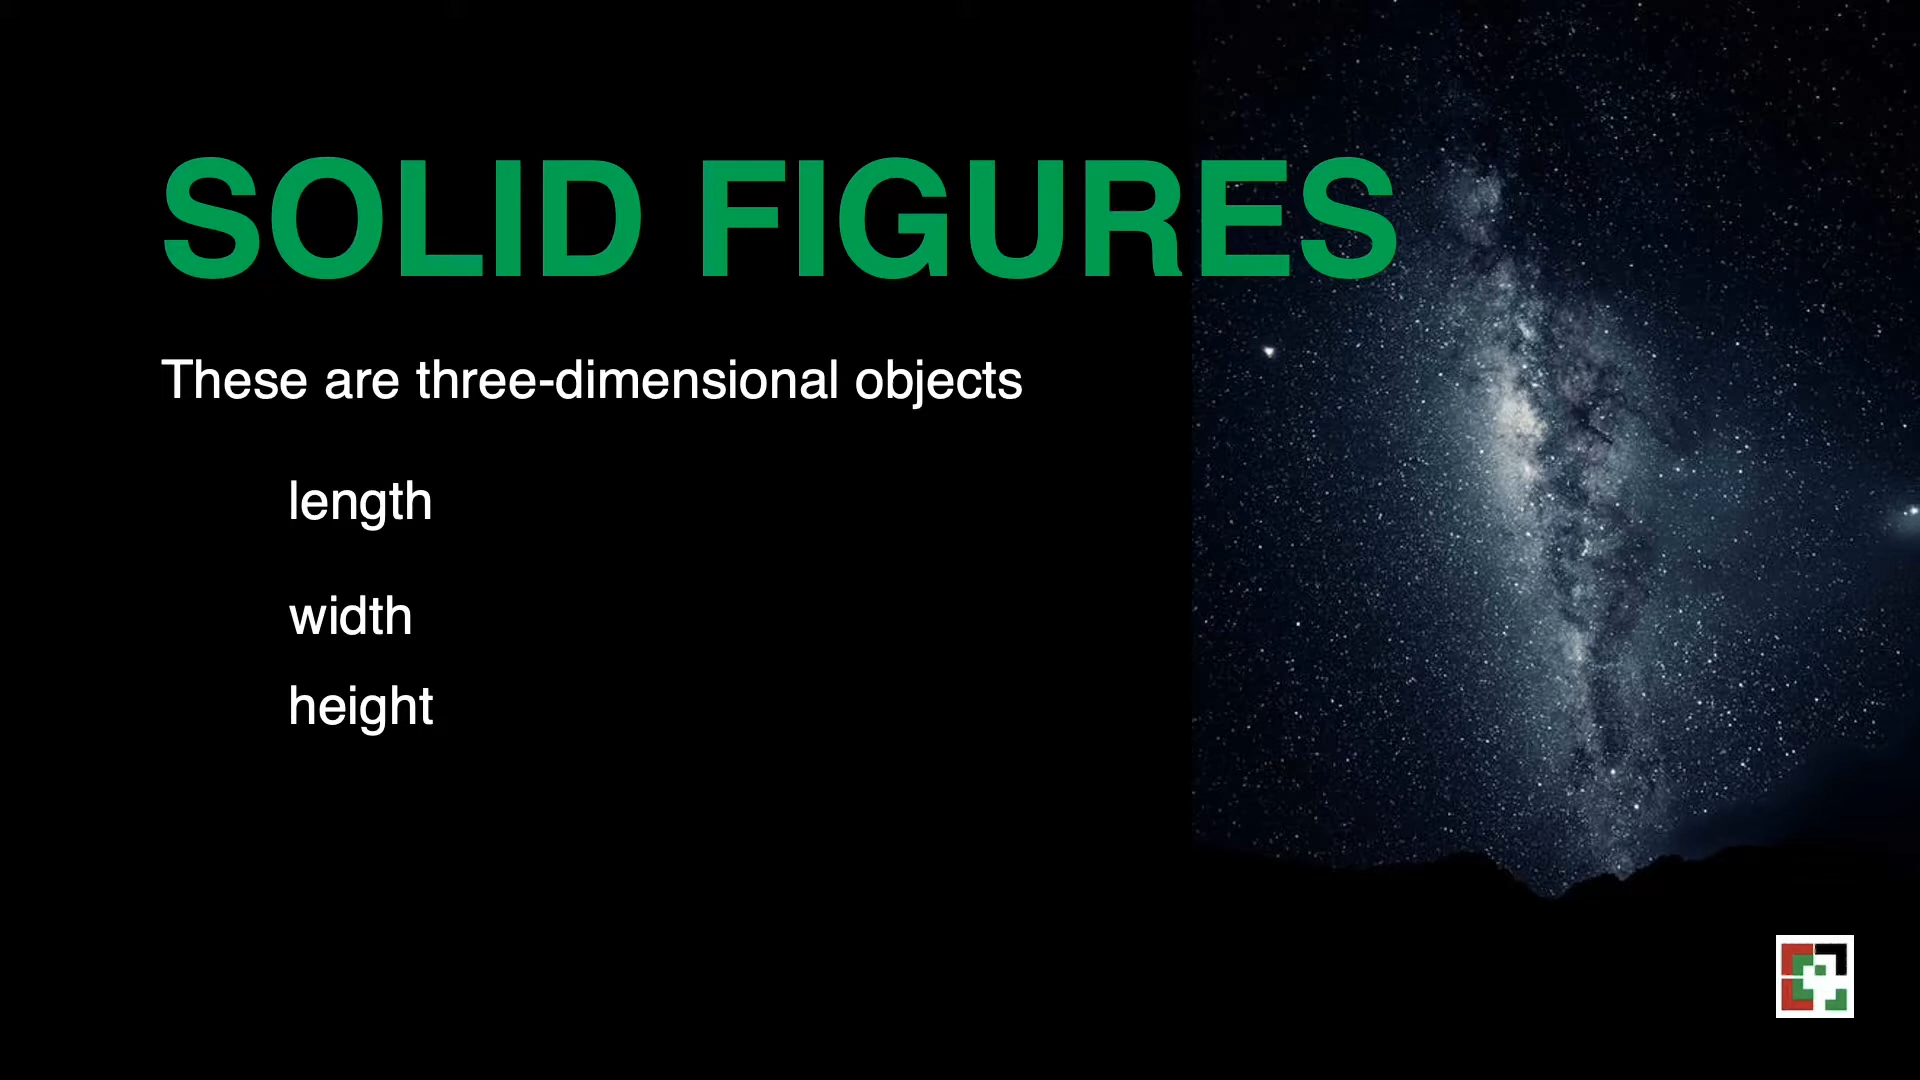 SOLID FIGURES
These are three-dimensional objects
length
width
height